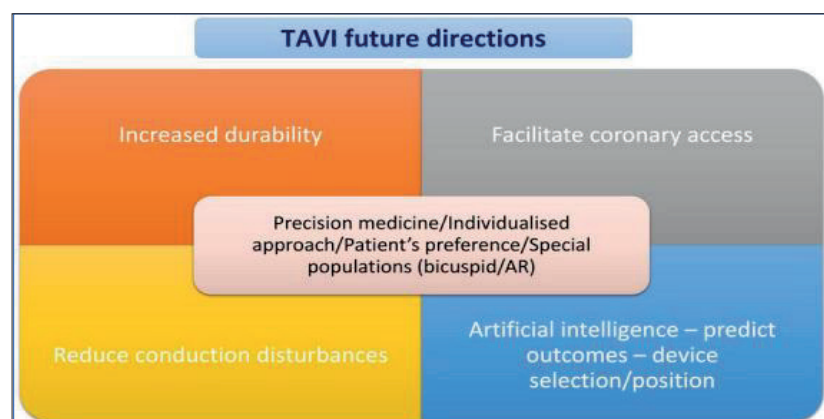 TAVI future directions
Increased durability
Facilitate coronary access
Precision medicine/Individualised
approach/Patient's preference/Special
populations (bicuspid/AR)
Reduce conduction disturbances
Artificial intelligence – predict
outcomes – device
selection/position